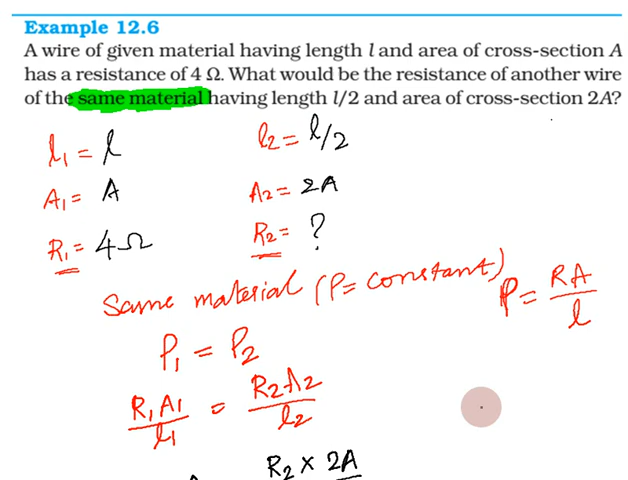 Example 12.6
A wire of given material having length l and area of cross-section A
has a resistance of 4 Ω. What would be the resistance of another wire
of the same material having length l/2 and area of cross-section 2A?
l₁ = l l₂ = l/2
A₁ = A A₂ = 2A
R₁ = 4Ω R₂ = ?
Same material (ρ = constant) ρ = RA/l
ρ₁ = ρ₂
R₁A₁/l₁ = R₂A₂/l₂
R₂ × 2A